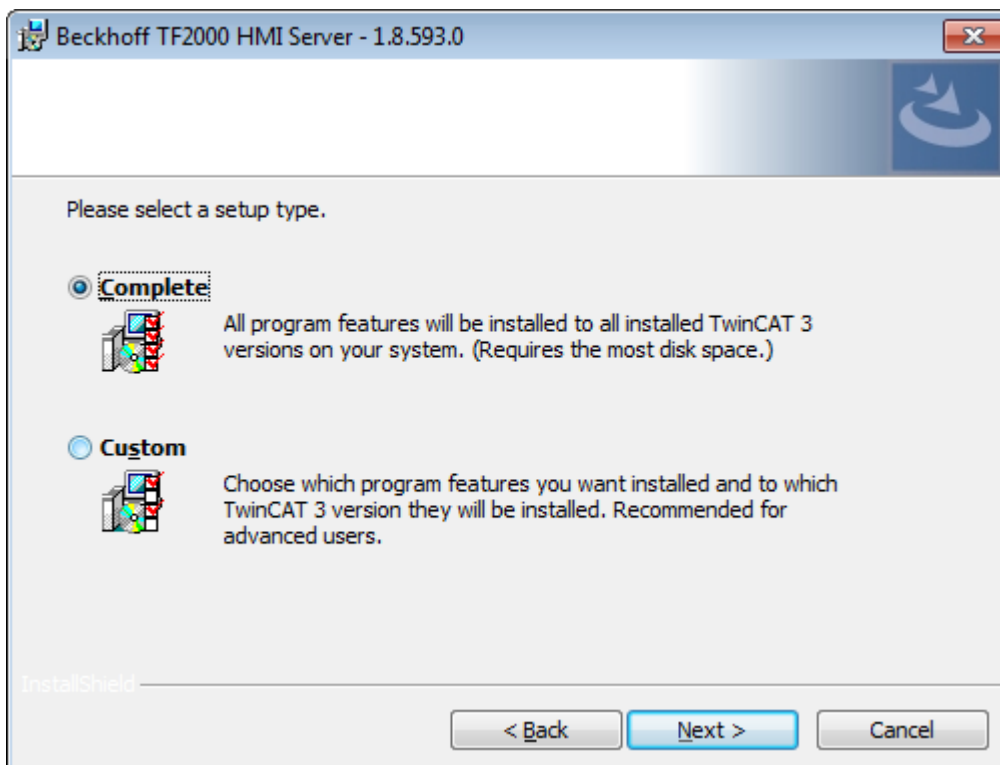 Beckhoff TF2000 HMI Server - 1.8.593.0
Please select a setup type.
Complete
All program features will be installed to all installed TwinCAT 3
versions on your system. (Requires the most disk space.)
Custom
Choose which program features you want installed and to which
TwinCAT 3 version they will be installed. Recommended for
advanced users.
InstallShield
< Back Next > Cancel